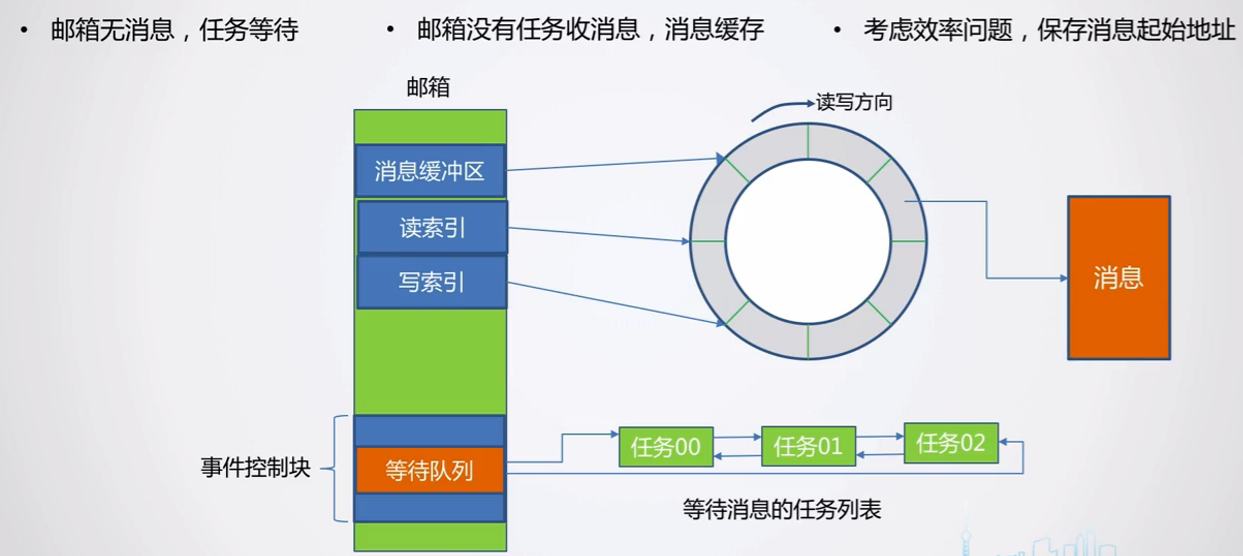 • 邮箱无消息，任务等待
• 邮箱没有任务收消息，消息缓存
• 考虑效率问题，保存消息起始地址
邮箱
读写方向
消息缓冲区
读索引
写索引
消息
事件控制块
等待队列
任务00
任务01
任务02
等待消息的任务列表